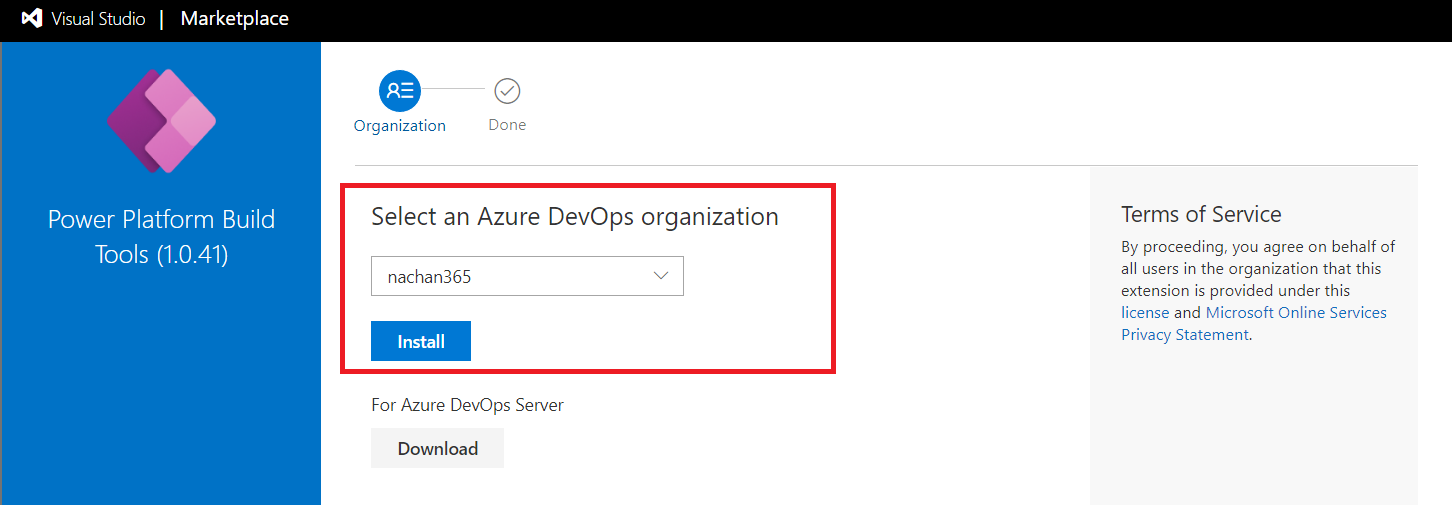 Visual Studio | Marketplace
Power Platform Build
Tools (1.0.41)
Organization
Done
Select an Azure DevOps organization
nachan365
Install
For Azure DevOps Server
Download
Terms of Service
By proceeding, you agree on behalf of
all users in the organization that this
extension is provided under this
license and Microsoft Online Services
Privacy Statement.